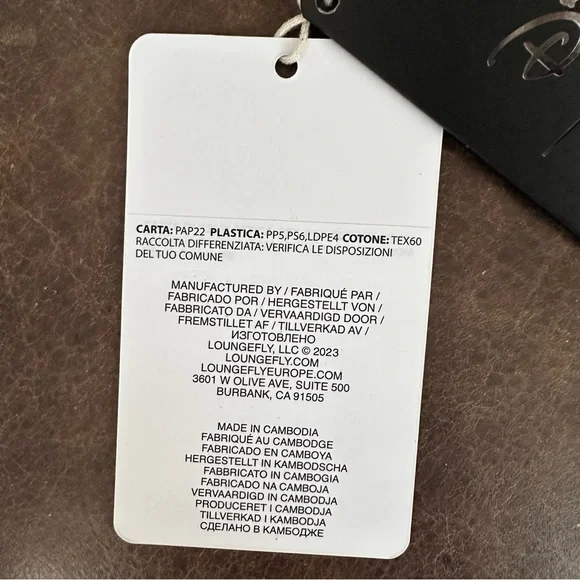 D
CARTA: PAP22 PLASTICA: PP5,PS6,LDPE4 COTONE: TEX60
RACCOLTA DIFFERENZIATA: VERIFICA LE DISPOSIZIONI
DEL TUO COMUNE
MANUFACTURED BY / FABRIQUÉ PAR /
FABRICADO POR / HERGESTELLT VON /
FABBRICATO DA / VERVAARDIGD DOOR /
FREMSTILLET AF / TILLVERKAD AV /
ИЗГОТОВЛЕНО
LOUNGEFLY, LLC © 2023
LOUNGEFLY.COM
LOUNGEFLYEUROPE.COM
3601 W OLIVE AVE, SUITE 500
BURBANK, CA 91505
MADE IN CAMBODIA
FABRIQUÉ AU CAMBODGE
FABRICADO EN CAMBOYA
HERGESTELLT IN KAMBODSCHA
FABBRICATO IN CAMBOGIA
FABRICADO NA CAMBOJA
VERVAARDIGD IN CAMBODJA
PRODUCERET I CAMBODJA
TILLVERKAD I KAMBODJA
СДЕЛАНО В КАМБОДЖЕ